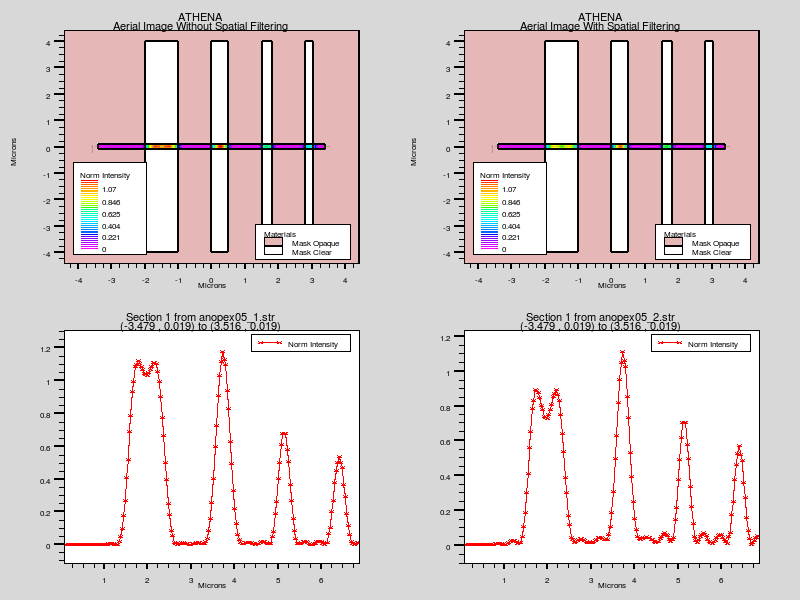 ATHENA
Aerial Image Without Spatial Filtering
4
3
2
1
0
-1
-2
-3
-4
Microns
Norm Intensity
1.07
0.846
0.625
0.404
0.221
0
Materials
Mask Opaque
Mask Clear
-4 -3 -2 -1 0 1 2 3 4
Microns
ATHENA
Aerial Image With Spatial Filtering
4
3
2
1
0
-1
-2
-3
-4
Microns
Norm Intensity
1.07
0.846
0.625
0.404
0.221
0
Materials
Mask Opaque
Mask Clear
-4 -3 -2 -1 0 1 2 3 4
Microns
Section 1 from anopex05_1.str
(-3.479 , 0.019) to (3.516 , 0.019)
Norm Intensity
1.2
1
0.8
0.6
0.4
0.2
0
1 2 3 4 5 6
Microns
Section 1 from anopex05_2.str
(-3.479 , 0.019) to (3.516 , 0.019)
Norm Intensity
1.2
1
0.8
0.6
0.4
0.2
0
1 2 3 4 5 6
Microns